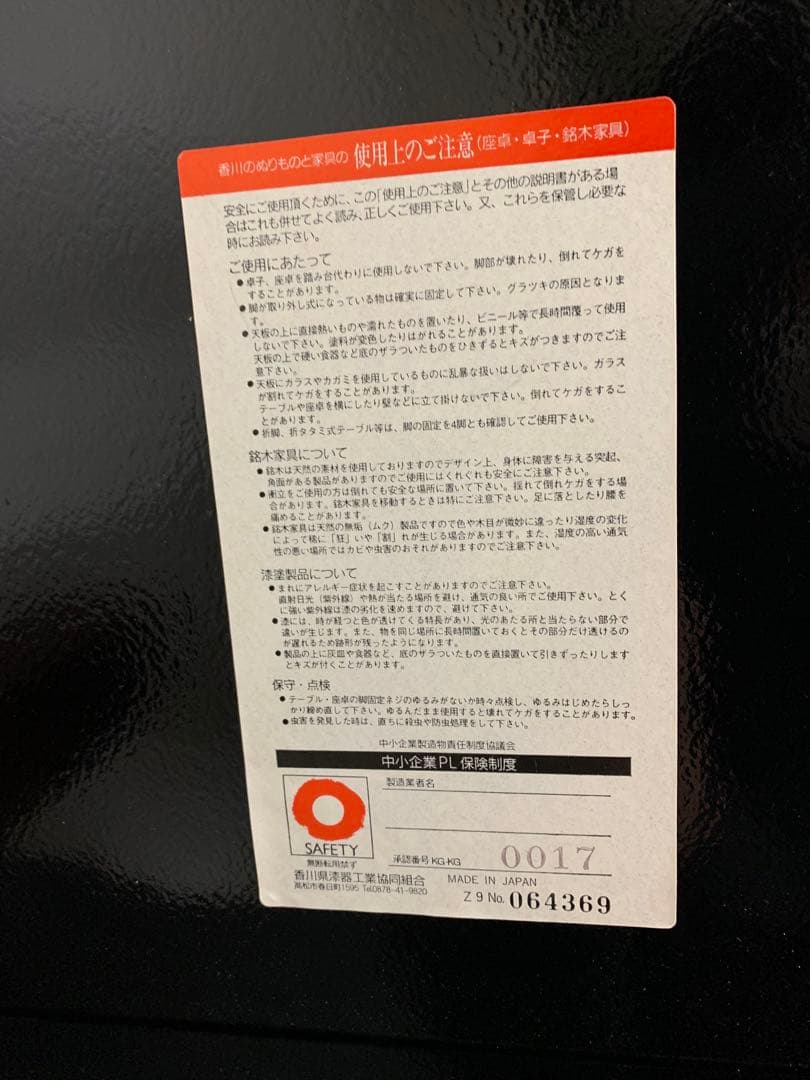 香川のぬりものと家具の 使用上のご注意(座卓・卓子・銘木家具)
安全にご使用頂くために、この「使用上のご注意」とその他の説明書がある場
合はこれも併せてよく読み、正しくご使用下さい。又、これらを保管し必要な
時にお読み下さい。
ご使用にあたって
●卓子、座卓を踏み台代わりに使用しないで下さい。脚部が壊れたり、倒れてケガを
することがあります。
●脚が取り外し式になっている物は確実に固定して下さい。グラツキの原因となりま
す。
●天板の上に直接熱いものや濡れたものを置いたり、ビニール等で長時間覆って使用
しないで下さい。塗料が変色したりはがれることがあります。
天板の上で硬い食器など底のザラついたものをひきずるとキズがつきますのでご注
意下さい。
●天板にガラスやカガミを使用しているものに乱暴な扱いはしないで下さい。ガラス
が割れてケガをすることがあります。
テーブルや座卓を横にしたり壁などに立て掛けないで下さい。倒れてケガをするこ
とがあります。
●折脚、折タタミ式テーブル等は、脚の固定を4脚とも確認してご使用下さい。
銘木家具について
●銘木は天然の素材を使用しておりますのでデザイン上、身体に障害を与える突起、
角面がある製品がありますのでご使用にはくれぐれも安全にご注意下さい。
●衝立をご使用の方は倒れても安全な場所に置いて下さい。揺れて倒れケガをする場
合があります。銘木家具を移動するときは特にご注意下さい。足に落としたり腰を
痛めることがあります。
●銘木家具は天然の無垢(ムク)製品ですので色や木目が微妙に違ったり湿度の変化
によって稀に「狂」いや「割」れが生じる場合があります。また、湿度の高い通気
性の悪い場所ではカビや虫害のおそれがありますのでご注意下さい。
漆塗製品について
●まれにアレルギー症状を起こすことがありますのでご注意下さい。
直射日光(紫外線)や熱が当たる場所を避け、通気の良い所でご使用下さい。とく
に強い紫外線は漆の劣化を速めますので、避けて下さい。
●漆には、時が経つと色が透けてくる特長があり、光のあたる所と当たらない部分で
違いが生じます。また、物を同じ場所に長時間置いておくとその部分だけ透けるの
が遅れるため跡形が残ったようになります。
●製品の上に灰皿や食器など、底のザラついたものを直接置いて引きずったりします
とキズが付くことがあります。
保守・点検
●テーブル・座卓の脚固定ネジのゆるみがないか時々点検し、ゆるみはじめたらしっ
かり締め直して下さい。ゆるんだまま使用すると壊れてケガをすることがあります。
●虫害を発見した時は、直ちに殺虫や防虫処理をして下さい。
中小企業製造物責任制度協議会
中小企業PL保険制度
製造業者名
SAFETY
無断転用禁ず
承認番号 KG-KG 0017
香川県漆器工業協同組合 MADE IN JAPAN
高松市春日町1595 Tel.0878-41-9820 Z 9 No. 064369